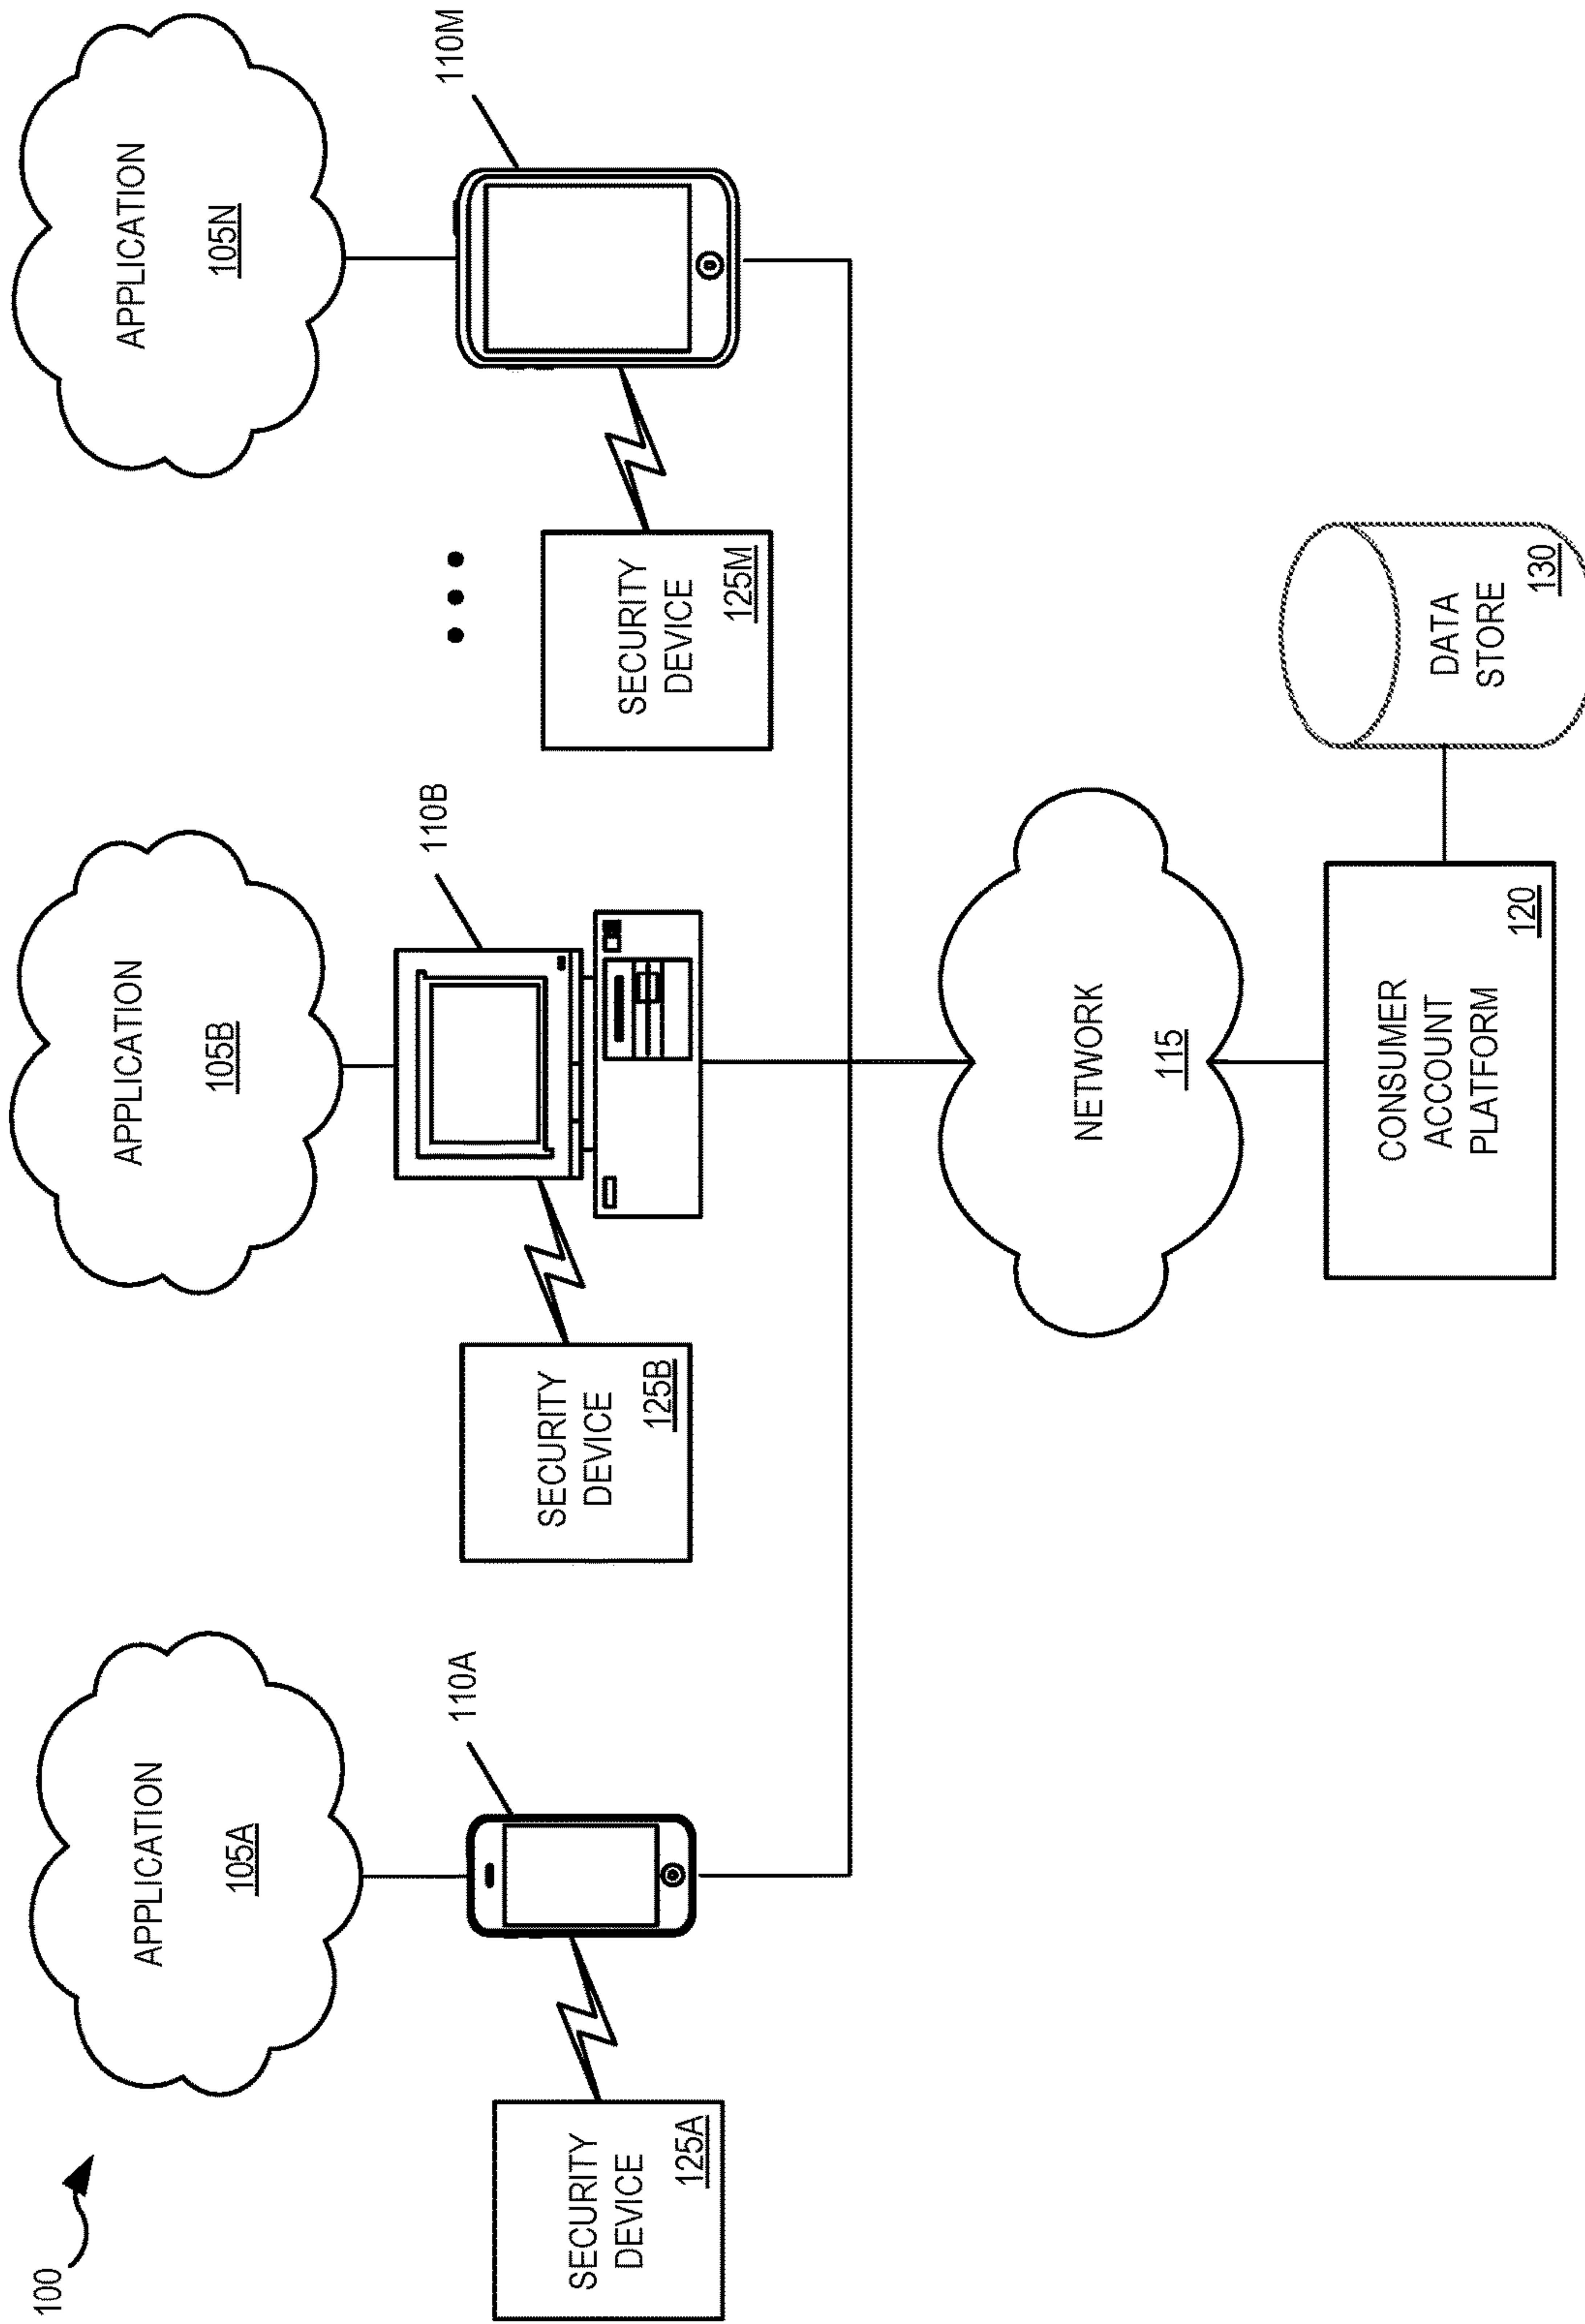 100
APPLICATION
105A
APPLICATION
105B
APPLICATION
105N
110A
110B
110M
SECURITY
DEVICE
125A
SECURITY
DEVICE
125B
SECURITY
DEVICE
125M
NETWORK
115
CONSUMER
ACCOUNT
PLATFORM
120
DATA
STORE
130